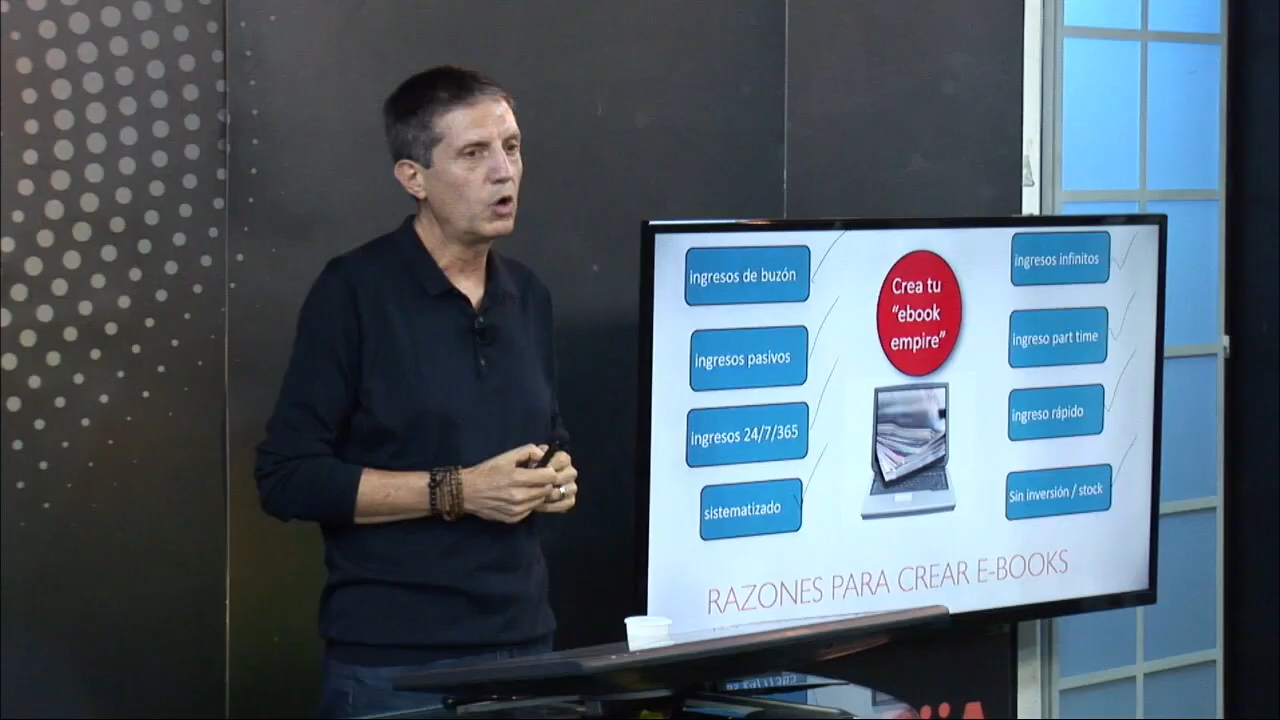 ingresos de buzón
ingresos pasivos
ingresos 24/7/365
sistematizado
Crea tu
“ebook
empire”
ingresos infinitos
ingreso part time
ingreso rápido
Sin inversión / stock
RAZONES PARA CREAR E-BOOKS